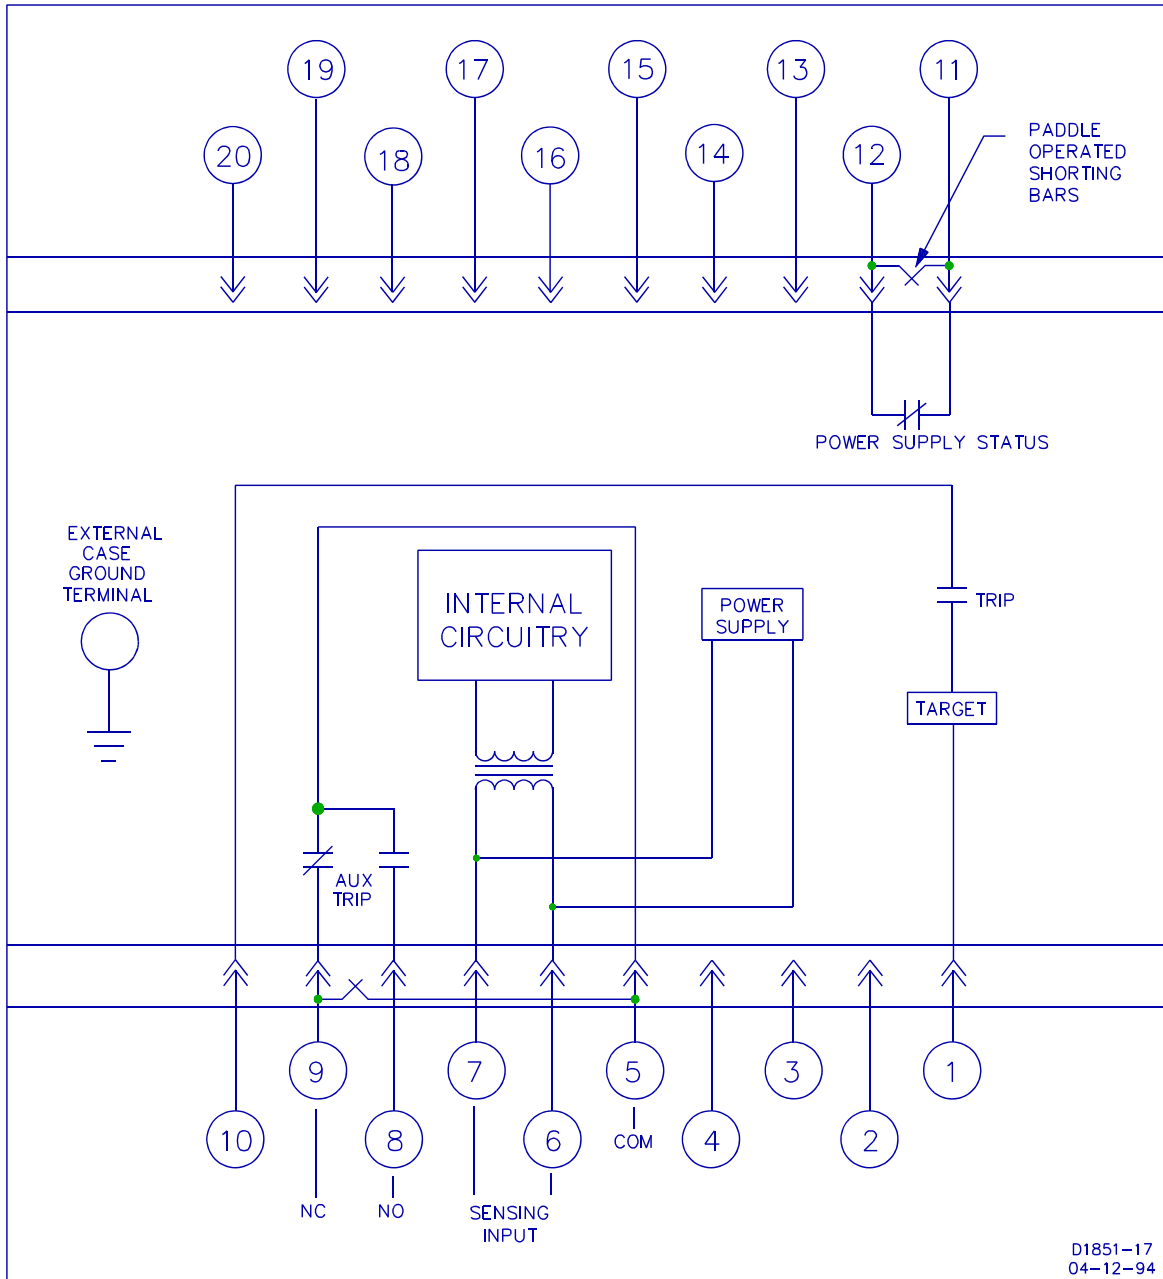 19
17
15
13
11
20
18
16
14
12
PADDLE
OPERATED
SHORTING
BARS
POWER SUPPLY STATUS
EXTERNAL
CASE
GROUND
TERMINAL
INTERNAL
CIRCUITRY
POWER
SUPPLY
TRIP
TARGET
AUX
TRIP
9
7
5
3
1
10
8
6
4
2
COM
NC
NO
SENSING
INPUT
D1851-17
04-12-94